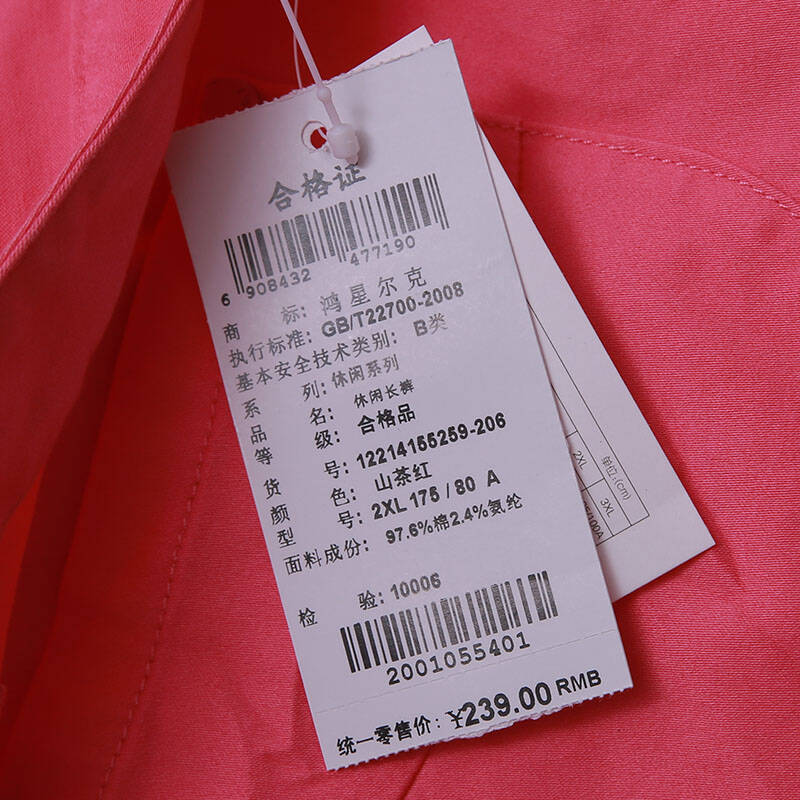 合格证
6 908432 477190
商 标: 鸿星尔克
执行标准: GB/T22700-2008
基本安全技术类别: B类
系 列: 休闲系列
品 名: 休闲长裤
等 级: 合格品
货 号: 12214155259-206
颜 色: 山茶红
型 号: 2XL 175/80 A
面料成份: 97.6%棉2.4%氨纶
检 验: 10006
2001055401
统一零售价: ¥239.00 RMB
单位:(cm)
2XL 3XL
/100A